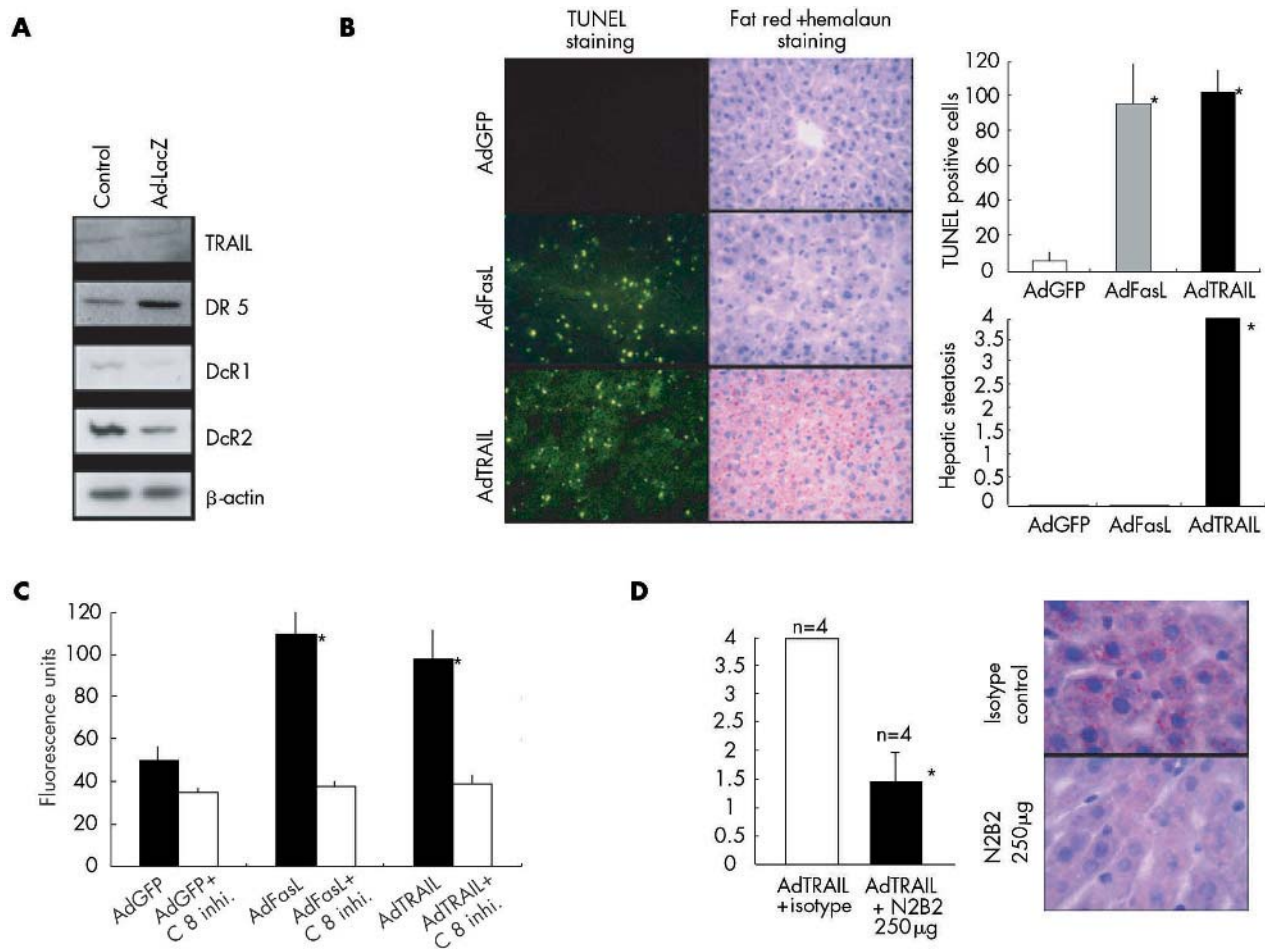 A
Control
Ad-LacZ
TRAIL
DR 5
DcR1
DcR2
β-actin
B
TUNEL
staining
Fat red +hemalaun
staining
AdGFP
AdFasL
AdTRAIL
TUNEL positive cells
120
100
80
60
40
20
0
*
*
AdGFP
AdFasL
AdTRAIL
Hepatic steatosis
4
3.5
3
2.5
2
1.5
1
0.5
0
*
AdGFP
AdFasL
AdTRAIL
C
Fluorescence units
120
100
80
60
40
20
0
*
*
AdGFP
AdGFP+
C 8 inhi.
AdFasL
AdFasL+
C 8 inhi.
AdTRAIL
AdTRAIL+
C 8 inhi.
D
4
3.5
3
2.5
2
1.5
1
0.5
0
n=4
n=4
*
AdTRAIL
+isotype
AdTRAIL
+ N2B2
250µg
Isotype
control
N2B2
250µg